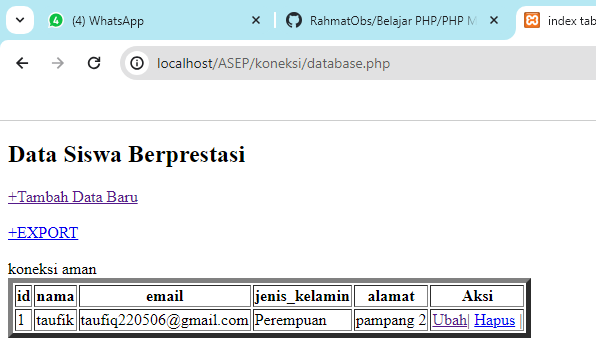 (4) WhatsApp
RahmatObs/Belajar PHP/PHP M
index tab
localhost/ASEP/koneksi/database.php
Data Siswa Berprestasi
+Tambah Data Baru
+EXPORT
koneksi aman
id nama email jenis_kelamin alamat Aksi
1 taufik taufiq220506@gmail.com Perempuan pampang 2 Ubah| Hapus |